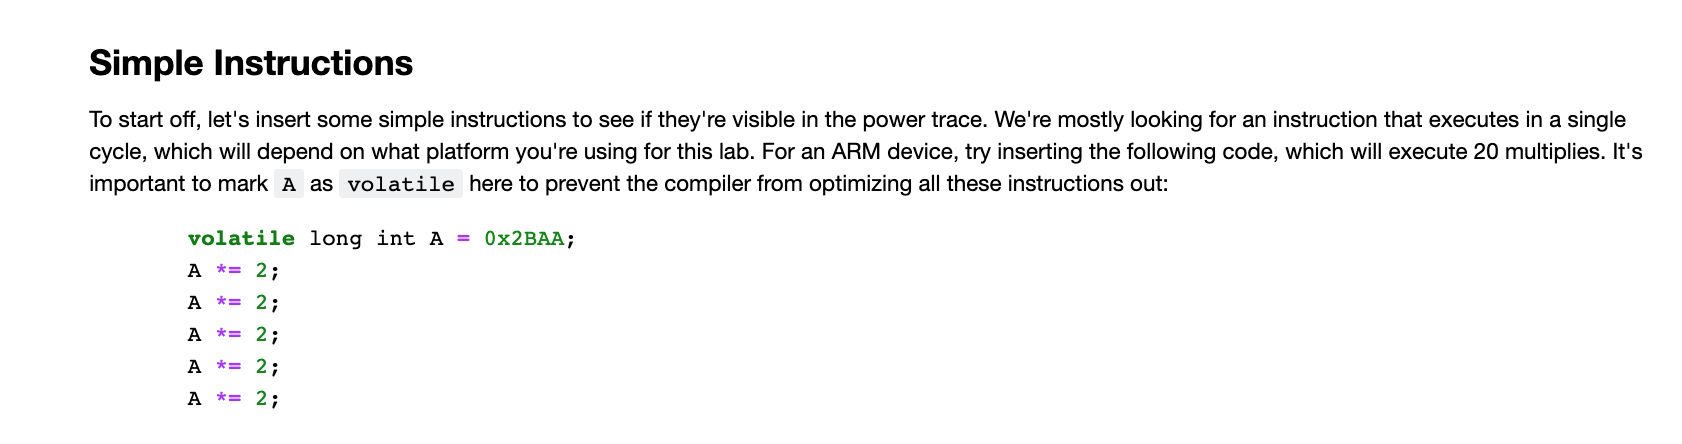 Simple Instructions
To start off, let's insert some simple instructions to see if they're visible in the power trace. We're mostly looking for an instruction that executes in a single
cycle, which will depend on what platform you're using for this lab. For an ARM device, try inserting the following code, which will execute 20 multiplies. It's
important to mark A as volatile here to prevent the compiler from optimizing all these instructions out:
volatile long int A = 0x2BAA;
A *= 2;
A *= 2;
A *= 2;
A *= 2;
A *= 2;